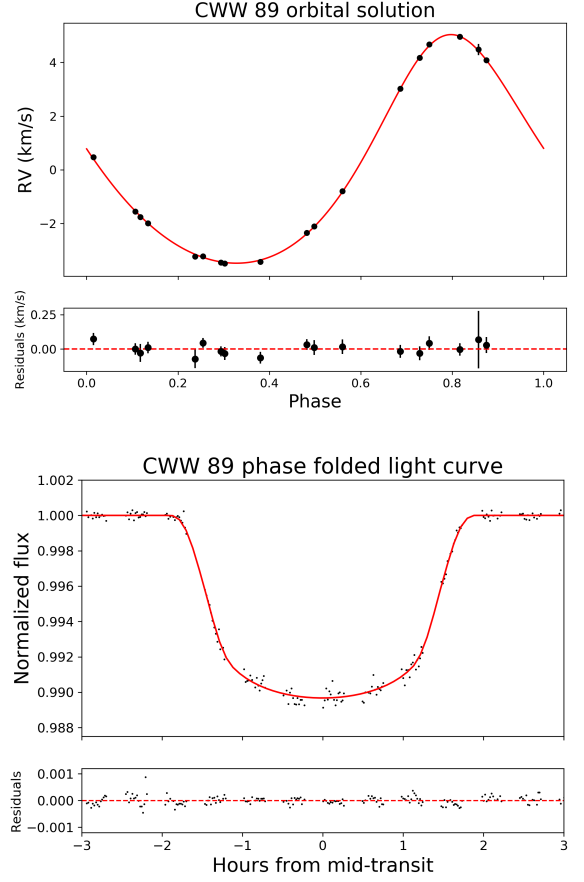 CWW 89 orbital solution
RV (km/s)
4
2
0
−2
Residuals (km/s)
0.25
0.00
0.0 0.2 0.4 0.6 0.8 1.0
Phase
CWW 89 phase folded light curve
Normalized flux
1.002
1.000
0.998
0.996
0.994
0.992
0.990
0.988
Residuals
0.001
0.000
−0.001
−3 −2 −1 0 1 2 3
Hours from mid-transit